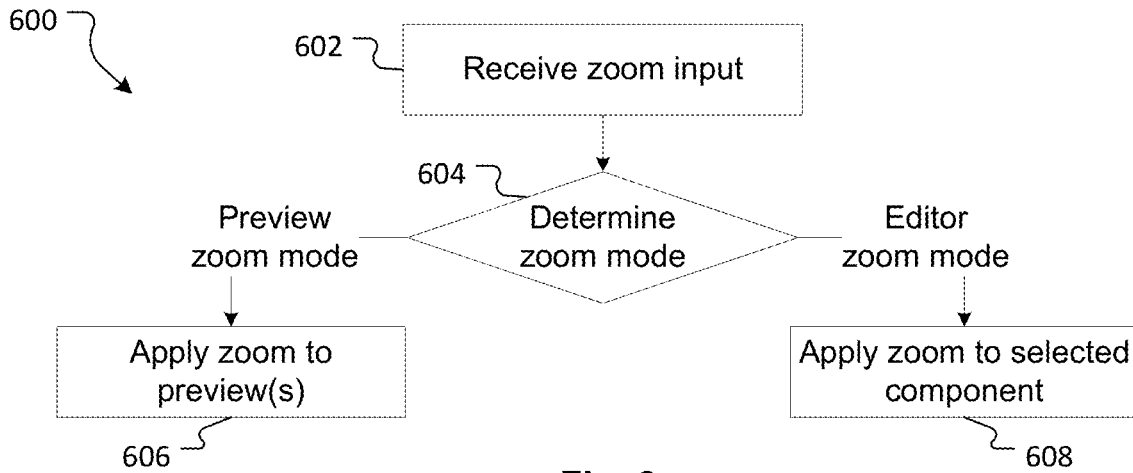 600
602
Receive zoom input
604
Preview
zoom mode
Determine
zoom mode
Editor
zoom mode
Apply zoom to
preview(s)
Apply zoom to selected
component
606
608